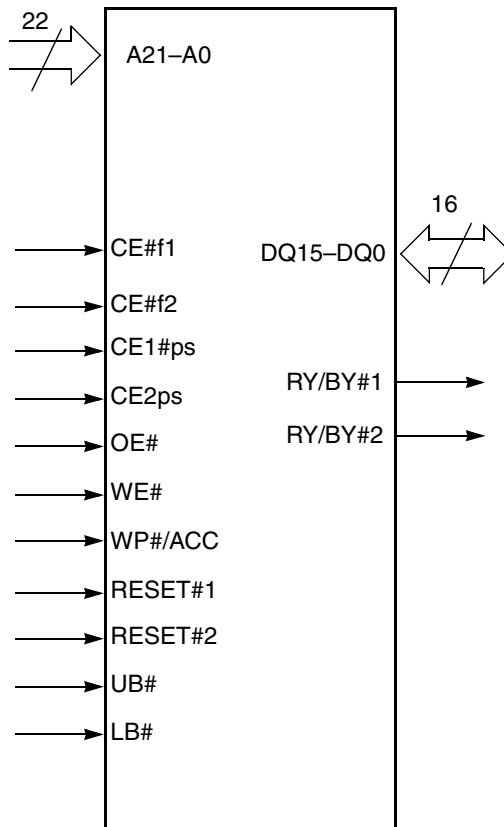 22
A21–A0
16
CE#f1
DQ15–DQ0
CE#f2
CE1#ps
RY/BY#1
CE2ps
RY/BY#2
OE#
WE#
WP#/ACC
RESET#1
RESET#2
UB#
LB#